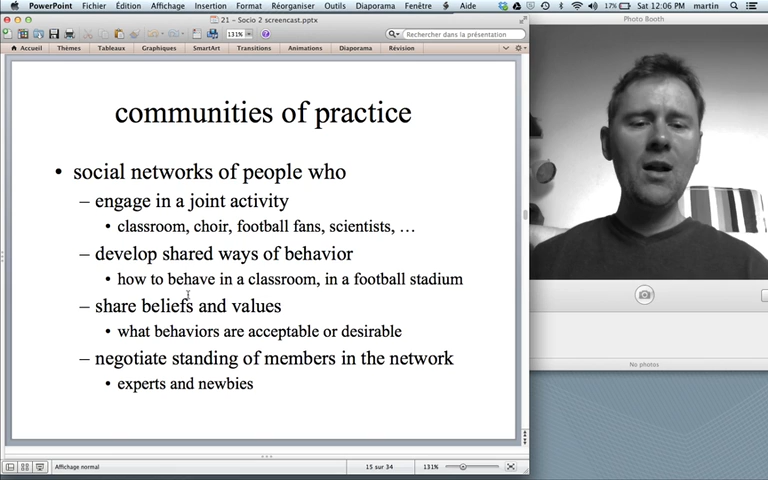 PowerPoint Fichier Édition Affichage Insertion Format Réorganiser Outils Diaporama Fenêtre Aide 17% Sat 12:06 PM martin
21 – Socio 2 screencast.pptx
Photo Booth
131% Rechercher dans la présentation
Accueil Thèmes Tableaux Graphiques SmartArt Transitions Animations Diaporama Révision
communities of practice
• social networks of people who
– engage in a joint activity
• classroom, choir, football fans, scientists, …
– develop shared ways of behavior
• how to behave in a classroom, in a football stadium
– share beliefs and values
• what behaviors are acceptable or desirable
– negotiate standing of members in the network
• experts and newbies
No photos
Affichage normal 15 sur 34 131%